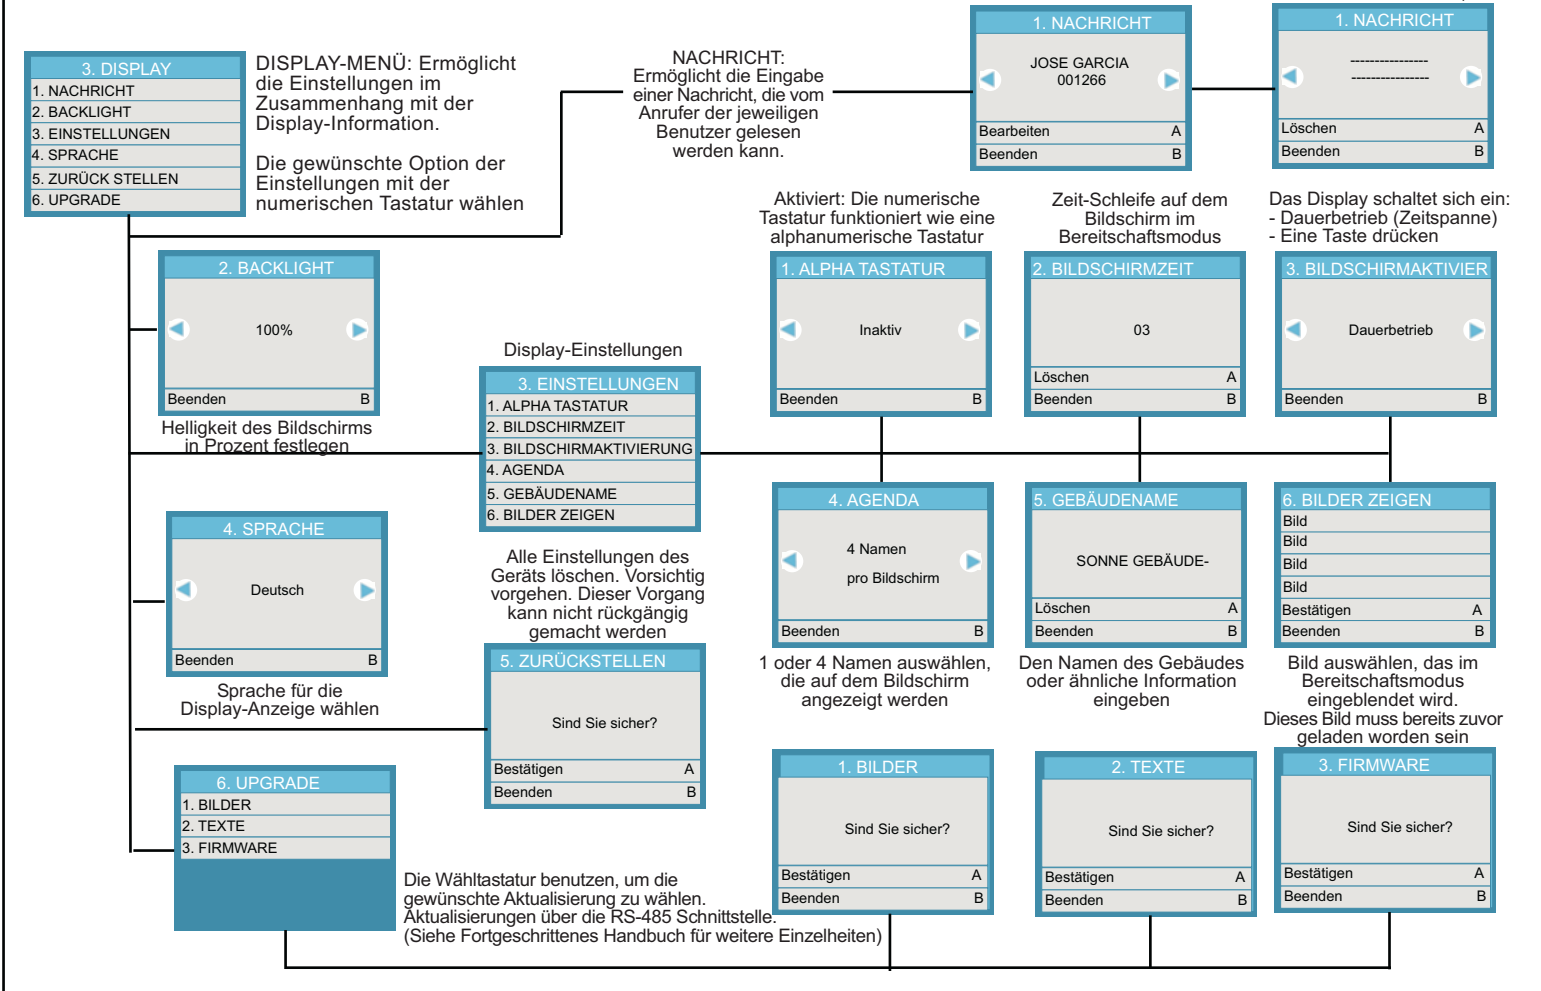 3. DISPLAY
1. NACHRICHT
2. BACKLIGHT
3. EINSTELLUNGEN
4. SPRACHE
5. ZURÜCK STELLEN
6. UPGRADE
DISPLAY-MENÜ: Ermöglicht
die Einstellungen im
Zusammenhang mit der
Display-Information.
Die gewünschte Option der
Einstellungen mit der
numerischen Tastatur wählen
NACHRICHT:
Ermöglicht die Eingabe
einer Nachricht, die vom
Anrufer der jeweiligen
Benutzer gelesen
werden kann.
1. NACHRICHT
JOSE GARCIA
001266
Bearbeiten A
Beenden B
1. NACHRICHT
----------------
----------------
Löschen A
Beenden B
2. BACKLIGHT
100%
Beenden B
Helligkeit des Bildschirms
in Prozent festlegen
Display-Einstellungen
3. EINSTELLUNGEN
1. ALPHA TASTATUR
2. BILDSCHIRMZEIT
3. BILDSCHIRMAKTIVIERUNG
4. AGENDA
5. GEBÄUDENAME
6. BILDER ZEIGEN
Aktiviert: Die numerische
Tastatur funktioniert wie eine
alphanumerische Tastatur
1. ALPHA TASTATUR
Inaktiv
Beenden B
Zeit-Schleife auf dem
Bildschirm im
Bereitschaftsmodus
2. BILDSCHIRMZEIT
03
Löschen A
Beenden B
Das Display schaltet sich ein:
- Dauerbetrieb (Zeitspanne)
- Eine Taste drücken
3. BILDSCHIRMAKTIVIER
Dauerbetrieb
Beenden B
4. AGENDA
4 Namen
pro Bildschirm
Beenden B
1 oder 4 Namen auswählen,
die auf dem Bildschirm
angezeigt werden
5. GEBÄUDENAME
SONNE GEBÄUDE-
Löschen A
Beenden B
Den Namen des Gebäudes
oder ähnliche Information
eingeben
6. BILDER ZEIGEN
Bild
Bild
Bild
Bild
Bestätigen A
Beenden B
Bild auswählen, das im
Bereitschaftsmodus
eingeblendet wird.
Dieses Bild muss bereits zuvor
geladen worden sein
4. SPRACHE
Deutsch
Beenden B
Sprache für die
Display-Anzeige wählen
Alle Einstellungen des
Geräts löschen. Vorsichtig
vorgehen. Dieser Vorgang
kann nicht rückgängig
gemacht werden
5. ZURÜCKSTELLEN
Sind Sie sicher?
Bestätigen A
Beenden B
6. UPGRADE
1. BILDER
2. TEXTE
3. FIRMWARE
Die Wähltastatur benutzen, um die
gewünschte Aktualisierung zu wählen.
Aktualisierungen über die RS-485 Schnittstelle.
(Siehe Fortgeschrittenes Handbuch für weitere Einzelheiten)
1. BILDER
Sind Sie sicher?
Bestätigen A
Beenden B
2. TEXTE
Sind Sie sicher?
Bestätigen A
Beenden B
3. FIRMWARE
Sind Sie sicher?
Bestätigen A
Beenden B